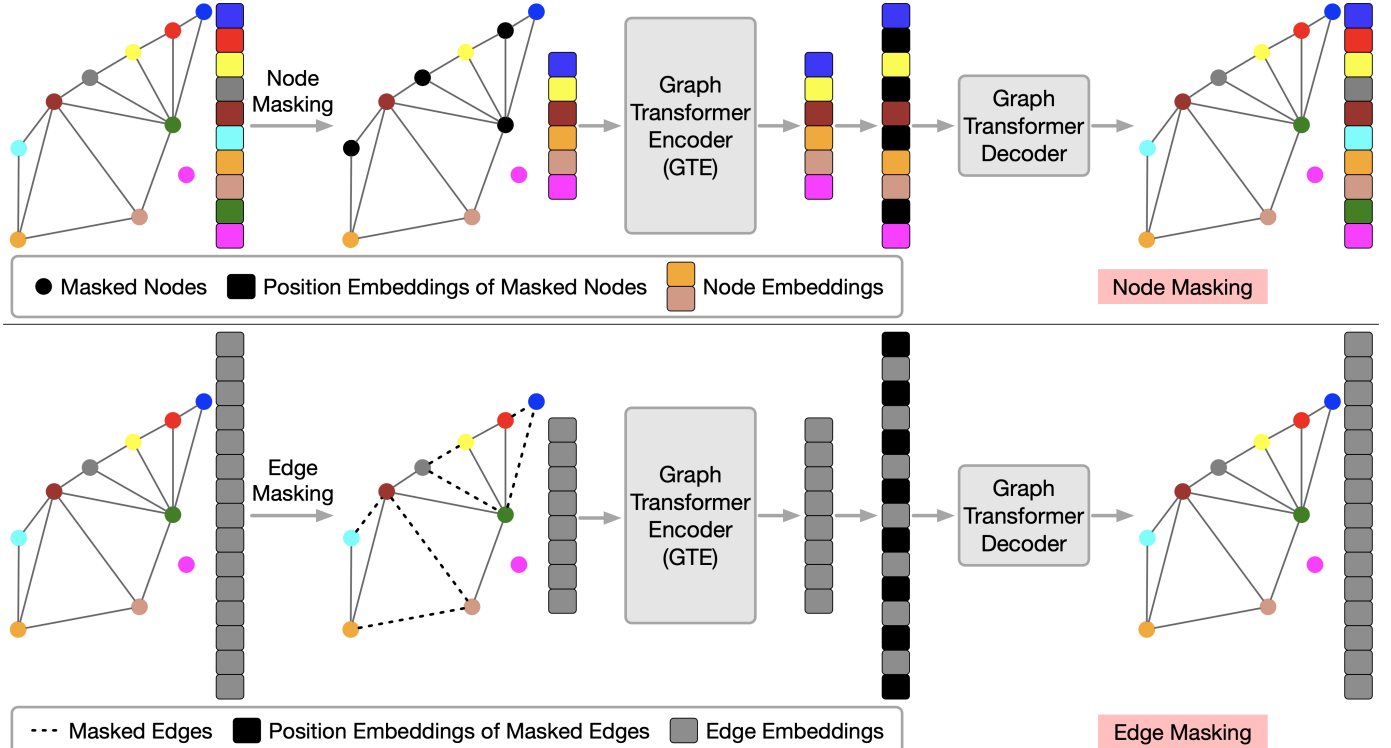 Node
Masking
Graph
Transformer
Encoder
(GTE)
Graph
Transformer
Decoder
Masked Nodes
Position Embeddings of Masked Nodes
Node Embeddings
Node Masking
Edge
Masking
Graph
Transformer
Encoder
(GTE)
Graph
Transformer
Decoder
Masked Edges
Position Embeddings of Masked Edges
Edge Embeddings
Edge Masking